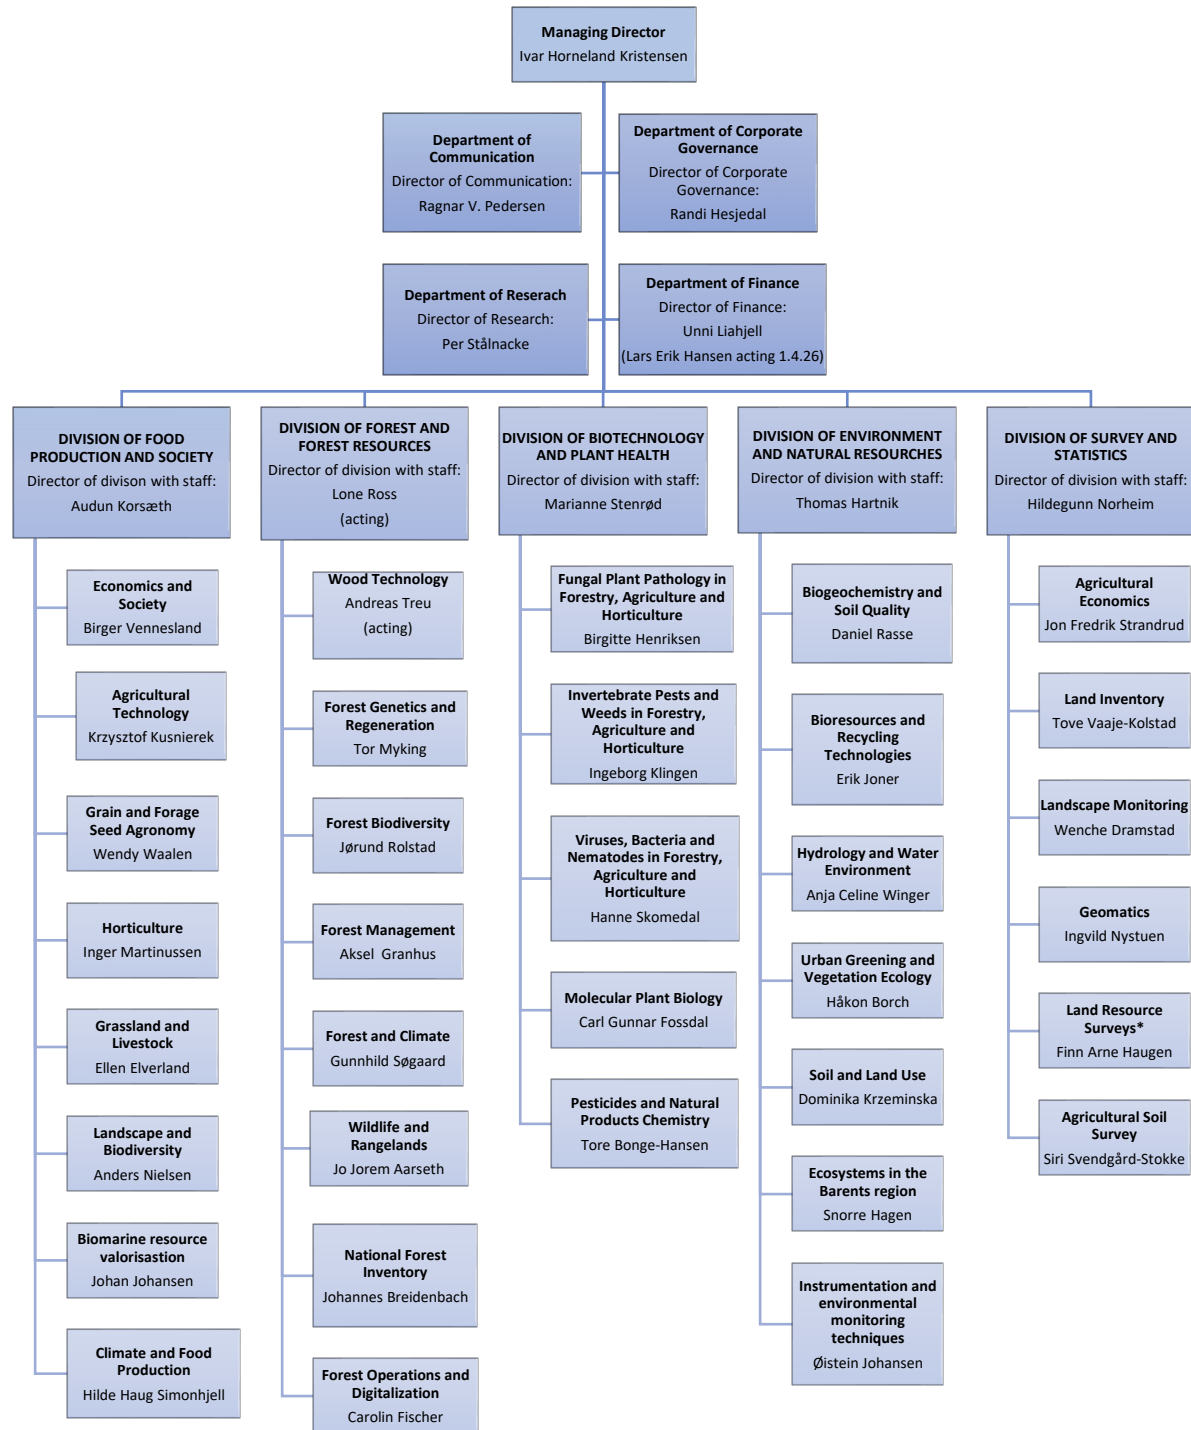 Managing Director
Ivar Horneland Kristensen
Department of
Communication
Director of Communication:
Ragnar V. Pedersen
Department of Corporate
Governance
Director of Corporate
Governance:
Randi Hesjedal
Department of Reserach
Director of Research:
Per Stålnacke
Department of Finance
Director of Finance:
Unni Liahjell
(Lars Erik Hansen acting 1.4.26)
DIVISION OF FOOD
PRODUCTION AND SOCIETY
Director of divison with staff:
Audun Korsæth
Economics and
Society
Birger Vennesland
Agricultural
Technology
Krzysztof Kusnierek
Grain and Forage
Seed Agronomy
Wendy Waalen
Horticulture
Inger Martinussen
Grassland and
Livestock
Ellen Elverland
Landscape and
Biodiversity
Anders Nielsen
Biomarine resource
valorisastion
Johan Johansen
Climate and Food
Production
Hilde Haug Simonhjell
DIVISION OF FOREST AND
FOREST RESOURCES
Director of division with staff:
Lone Ross
(acting)
Wood Technology
Andreas Treu
(acting)
Forest Genetics and
Regeneration
Tor Myking
Forest Biodiversity
Jørund Rolstad
Forest Management
Aksel  Granhus
Forest and Climate
Gunnhild Søgaard
Wildlife and
Rangelands
Jo Jorem Aarseth
National Forest
Inventory
Johannes Breidenbach
Forest Operations and
Digitalization
Carolin Fischer
DIVISION OF BIOTECHNOLOGY
AND PLANT HEALTH
Director of division with staff:
Marianne Stenrød
Fungal Plant Pathology in
Forestry, Agriculture and
Horticulture
Birgitte Henriksen
Invertebrate Pests and
Weeds in Forestry,
Agriculture and
Horticulture
Ingeborg Klingen
Viruses, Bacteria and
Nematodes in Forestry,
Agriculture and
Horticulture
Hanne Skomedal
Molecular Plant Biology
Carl Gunnar Fossdal
Pesticides and Natural
Products Chemistry
Tore Bonge-Hansen
DIVISION OF ENVIRONMENT
AND NATURAL RESOURCHES
Director of division with staff:
Thomas Hartnik
Biogeochemistry and
Soil Quality
Daniel Rasse
Bioresources and
Recycling
Technologies
Erik Joner
Hydrology and Water
Environment
Anja Celine Winger
Urban Greening and
Vegetation Ecology
Håkon Borch
Soil and Land Use
Dominika Krzeminska
Ecosystems in the
Barents region
Snorre Hagen
Instrumentation and
environmental
monitoring
techniques
Øistein Johansen
DIVISION OF SURVEY AND
STATISTICS
Director of division with staff:
Hildegunn Norheim
Agricultural
Economics
Jon Fredrik Strandrud
Land Inventory
Tove Vaaje-Kolstad
Landscape Monitoring
Wenche Dramstad
Geomatics
Ingvild Nystuen
Land Resource
Surveys*
Finn Arne Haugen
Agricultural Soil
Survey
Siri Svendgård-Stokke